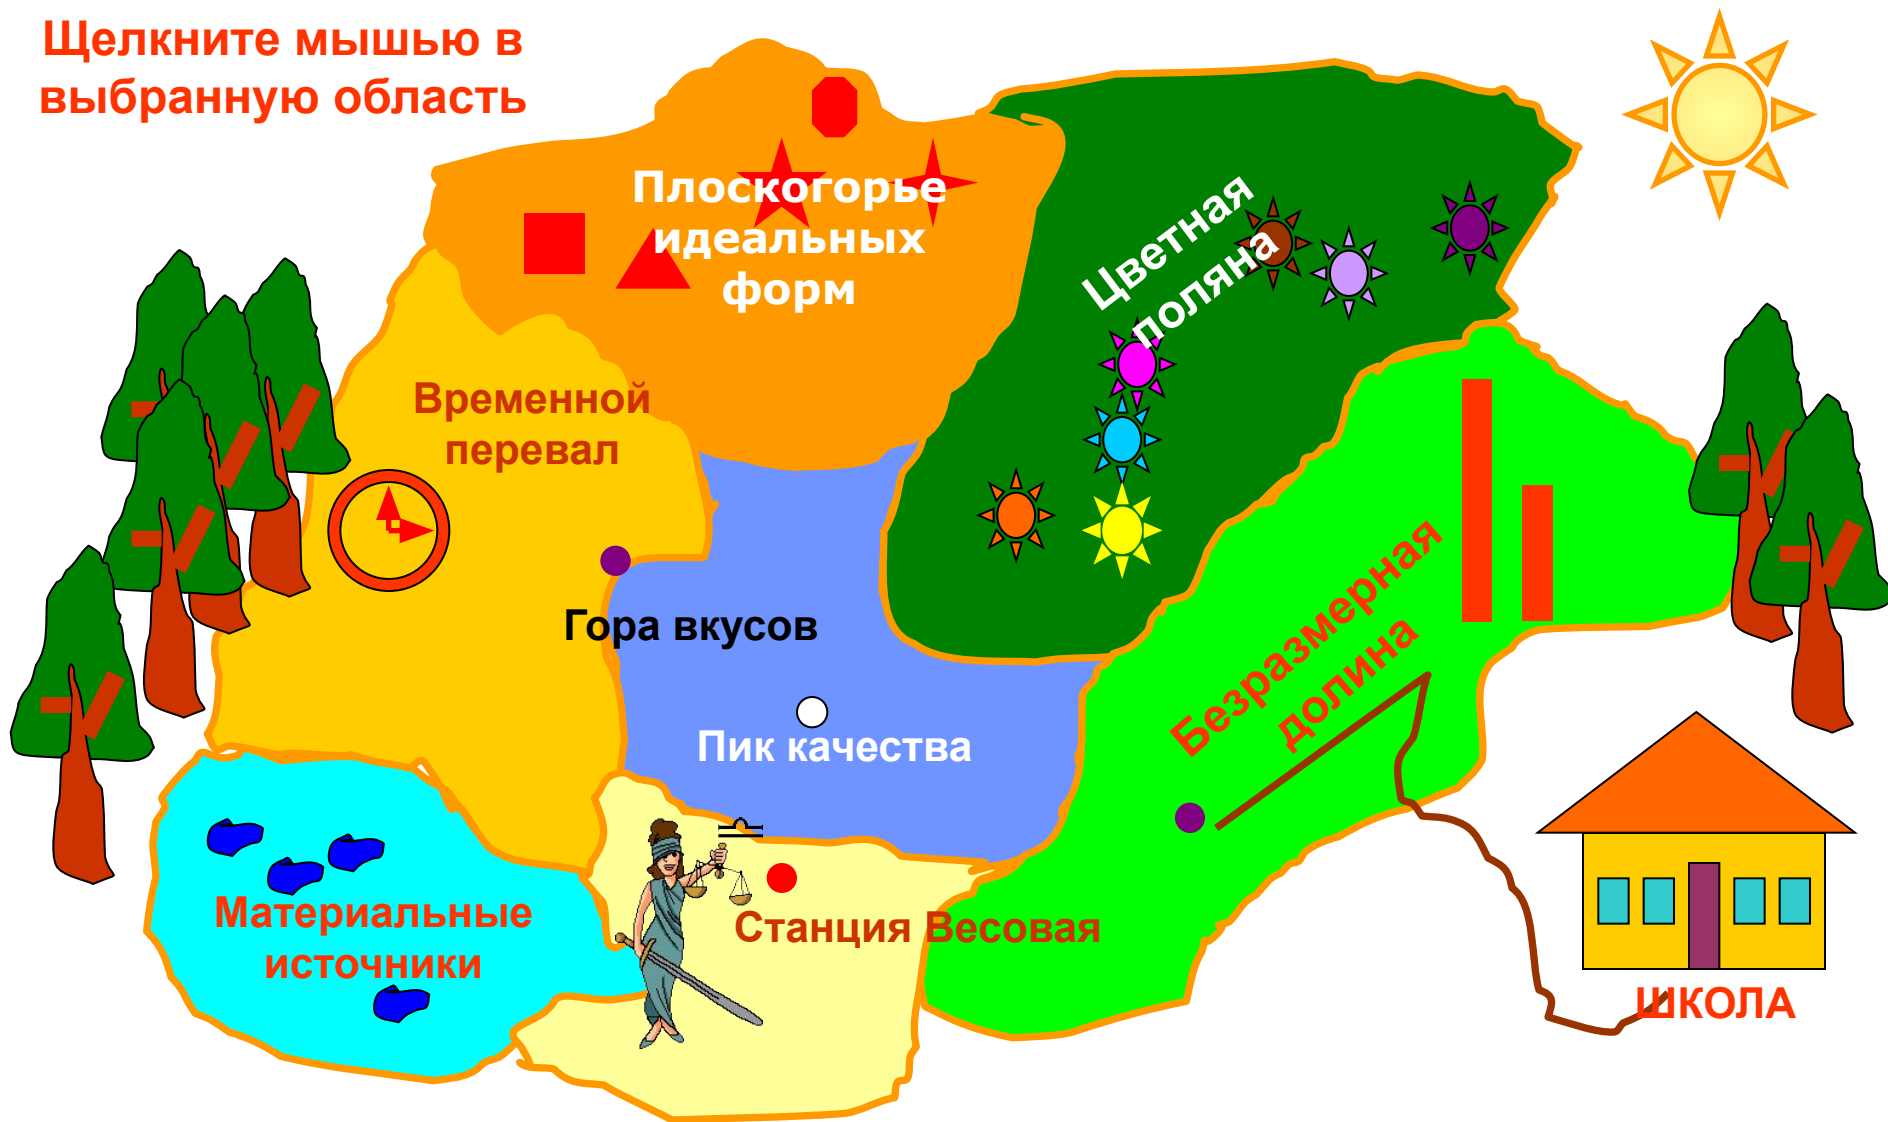 Щелкните мышью в
выбранную область
Плоскогорье
идеальных
форм
Цветная
поляна
Временной
перевал
Гора вкусов
Безразмерная
долина
Пик качества
Материальные
источники
Станция Весовая
ШКОЛА